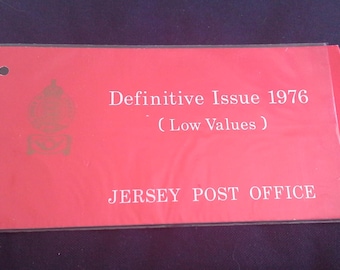 Definitive Issue 1976
( Low Values )
JERSEY POST OFFICE